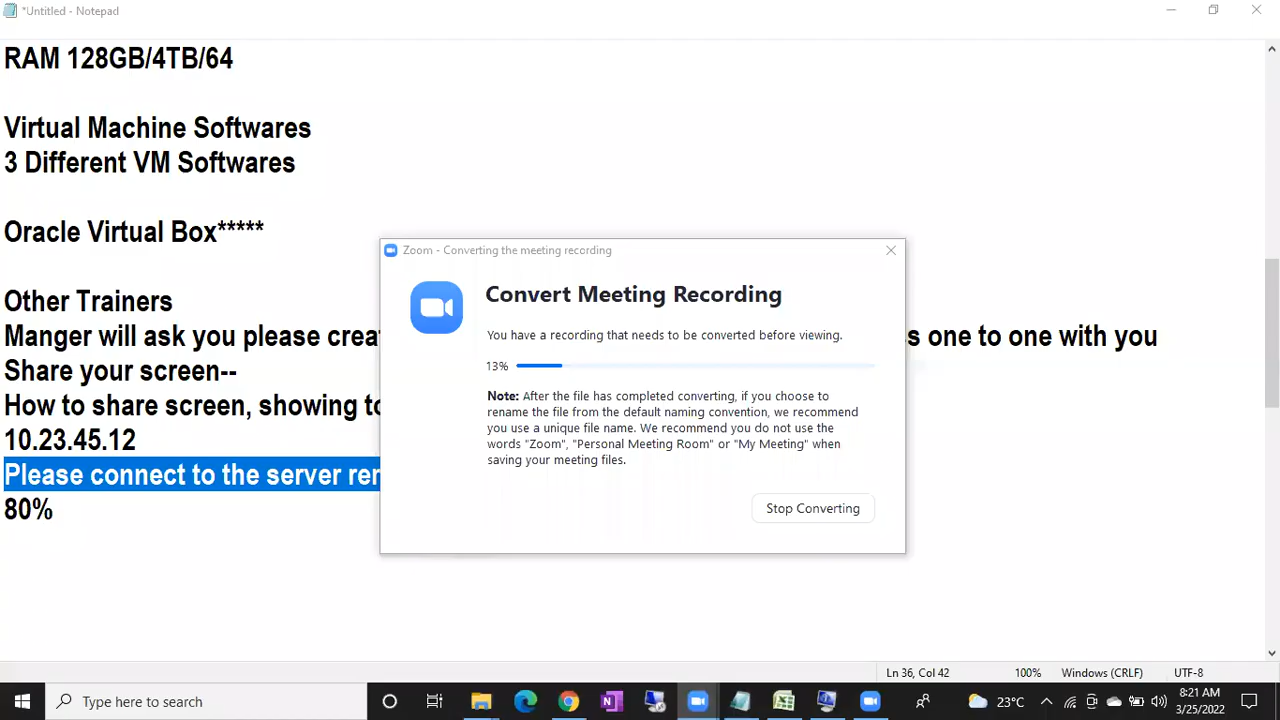 *Untitled - Notepad
RAM 128GB/4TB/64
Virtual Machine Softwares
3 Different VM Softwares
Oracle Virtual Box*****
Other Trainers
Manger will ask you please
one to one with you
Share your screen--
How to share screen, showing
10.23.45.12
Please connect to the server
80%
Zoom - Converting the meeting recording
Convert Meeting Recording
You have a recording that needs to be converted before viewing.
13%
Note: After the file has completed converting, if you choose to
rename the file from the default naming convention, we recommend
you use a unique file name. We recommend you do not use the
words "Zoom", "Personal Meeting Room" or "My Meeting" when
saving your meeting files.
Stop Converting
Ln 36, Col 42
100%
Windows (CRLF)
UTF-8
Type here to search
23°C
8:21 AM
3/25/2022